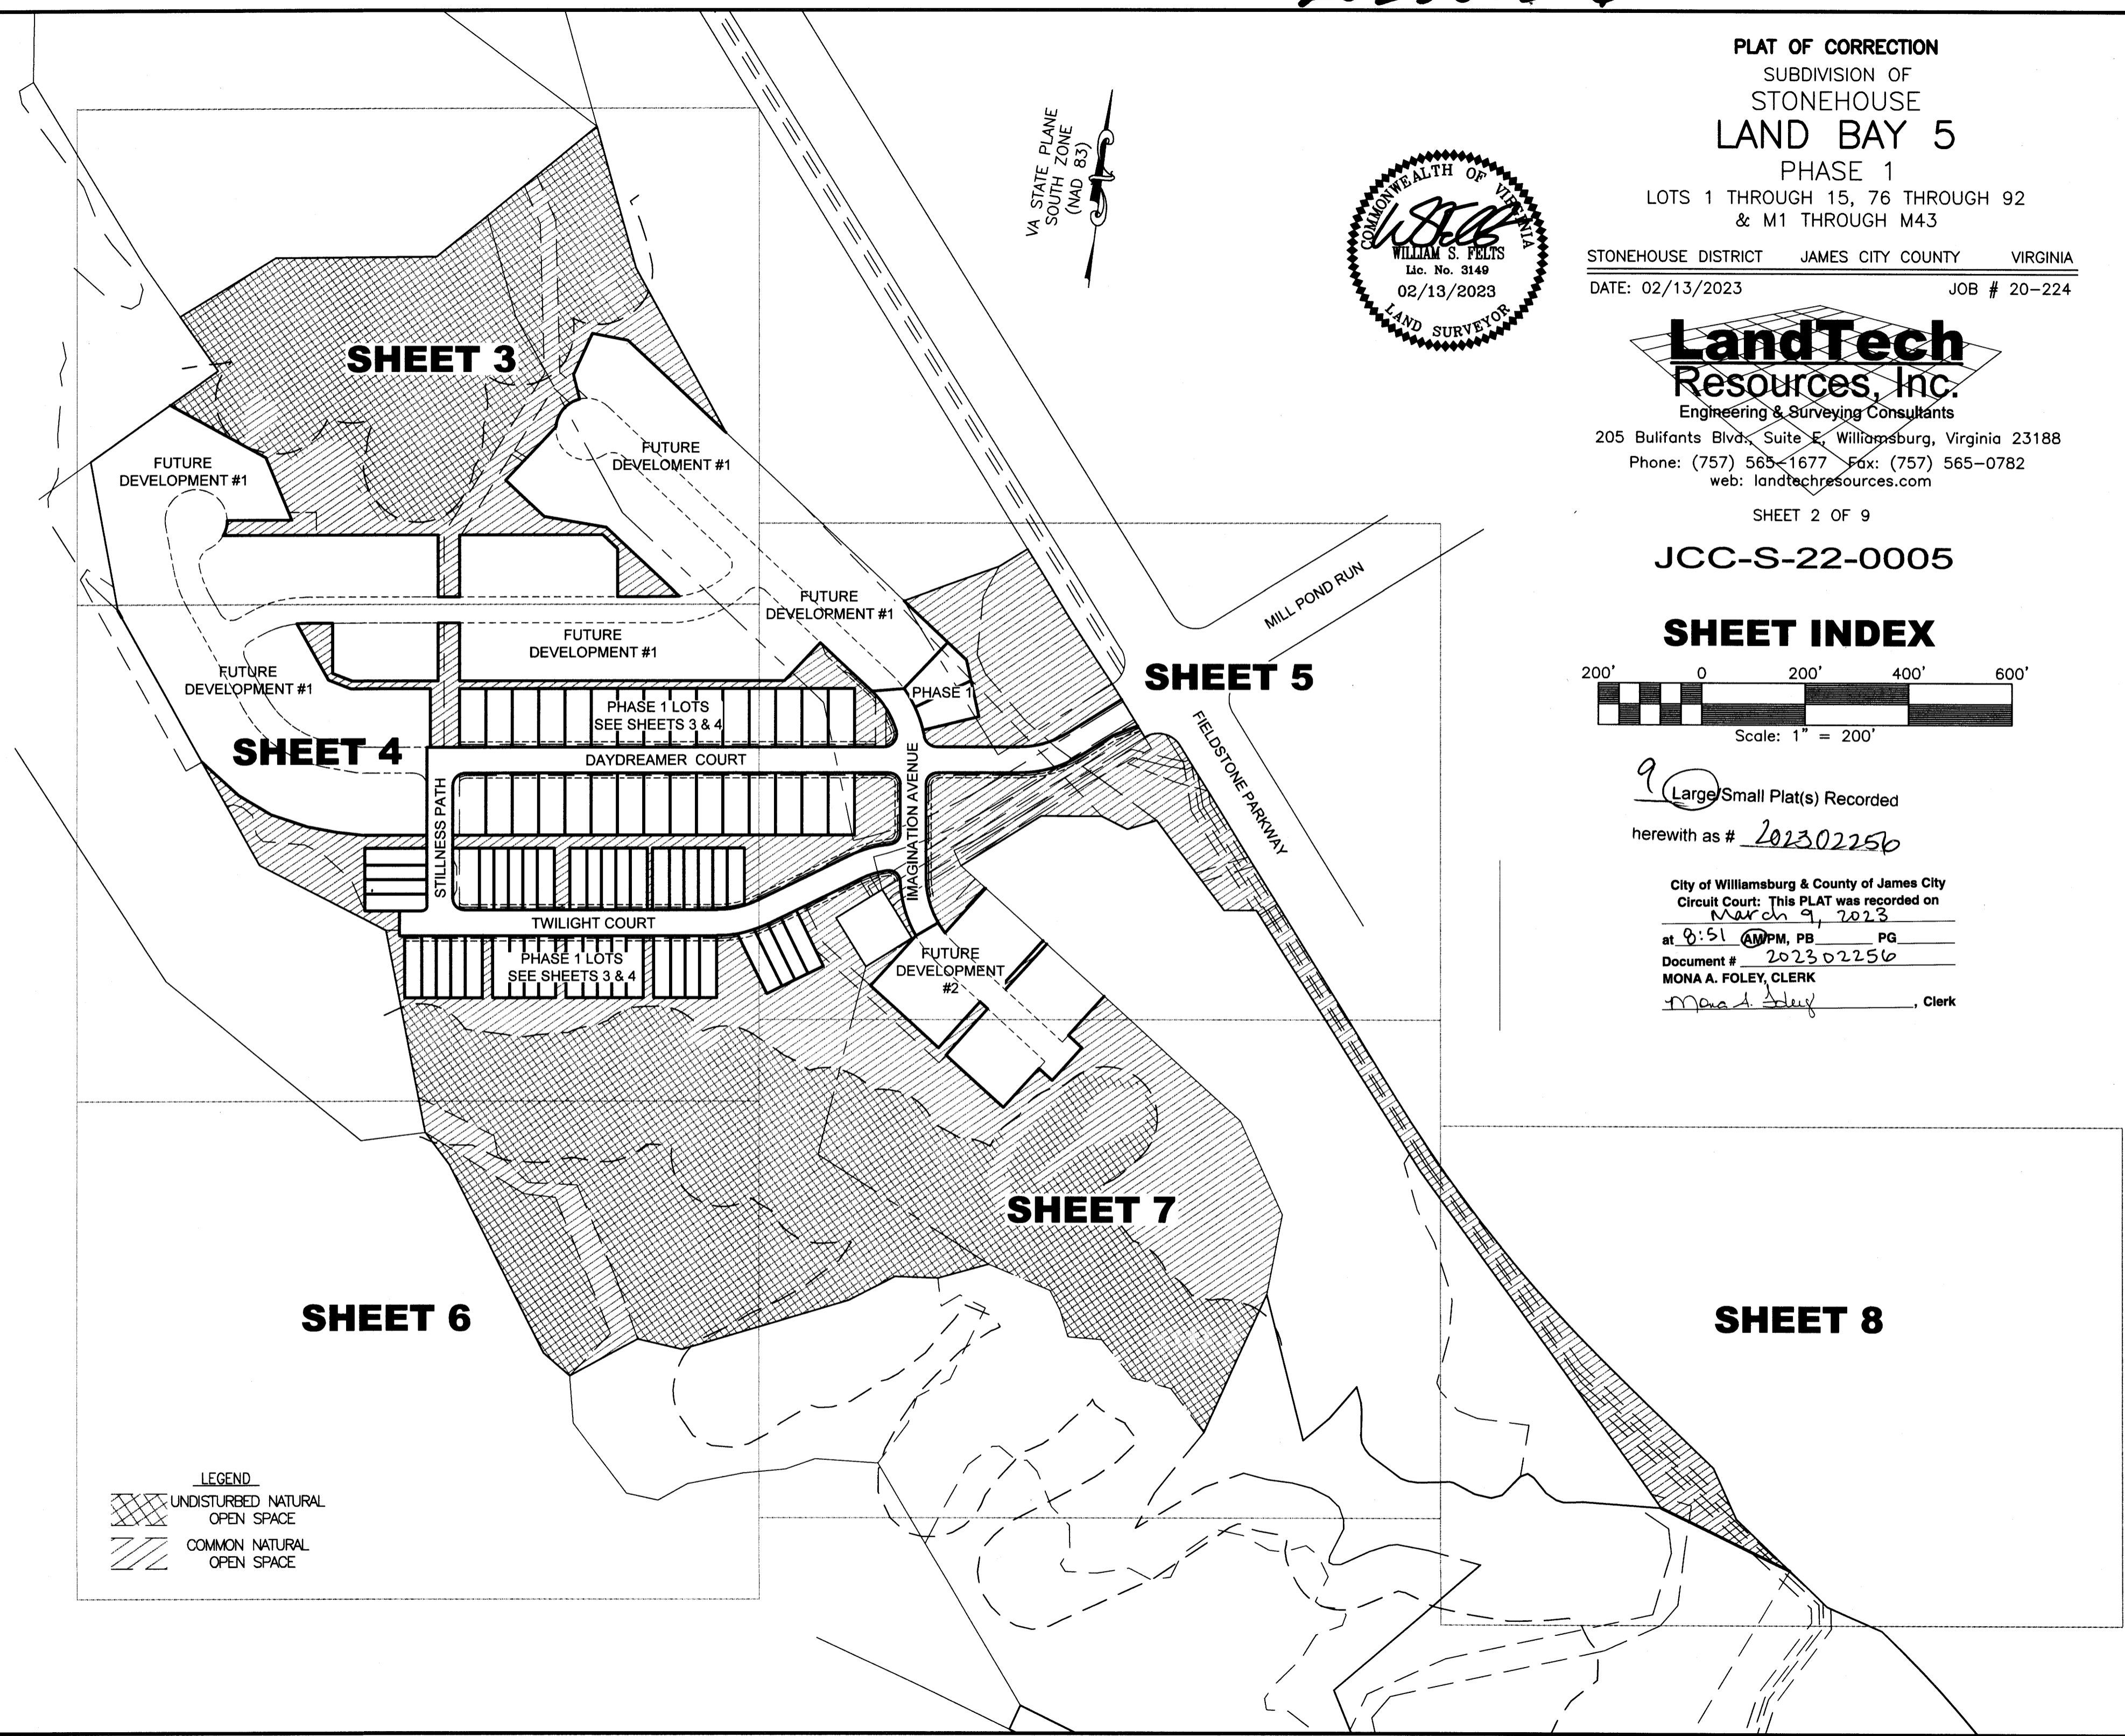 PLAT OF CORRECTION
SUBDIVISION OF
STONEHOUSE
LAND BAY 5
PHASE 1
LOTS 1 THROUGH 15, 76 THROUGH 92
& M1 THROUGH M43
STONEHOUSE DISTRICT JAMES CITY COUNTY VIRGINIA
DATE: 02/13/2023 JOB # 20-224
LandTech
Resources, Inc.
Engineering & Surveying Consultants
205 Bulifants Blvd., Suite E, Williamsburg, Virginia 23188
Phone: (757) 565-1677 Fax: (757) 565-0782
web: landtechresources.com
SHEET 2 OF 9
JCC-S-22-0005
SHEET INDEX
200' 0 200' 400' 600'
Scale: 1" = 200'
9 Large/Small Plat(s) Recorded
herewith as # 202302256
City of Williamsburg & County of James City
Circuit Court: This PLAT was recorded on
March 9, 2023
at 8:51 AM/PM, PB PG
Document # 202302256
MONA A. FOLEY, CLERK
Mona A. Foley, Clerk
COMMONWEALTH OF VIRGINIA
WILLIAM S. FELTS
Lic. No. 3149
02/13/2023
LAND SURVEYOR
VA STATE PLANE
SOUTH ZONE
(NAD 83)
SHEET 3
FUTURE
DEVELOPMENT #1
FUTURE
DEVELOMENT #1
FUTURE
DEVELOPMENT #1
FUTURE
DEVELOPMENT #1
FUTURE
DEVELOPMENT #1
MILL POND RUN
SHEET 5
PHASE 1
PHASE 1 LOTS
SEE SHEETS 3 & 4
SHEET 4
DAYDREAMER COURT
STILLNESS PATH
IMAGINATION AVENUE
FIELDSTONE PARKWAY
TWILIGHT COURT
PHASE 1 LOTS
SEE SHEETS 3 & 4
FUTURE
DEVELOPMENT
#2
SHEET 7
SHEET 6
SHEET 8
LEGEND
UNDISTURBED NATURAL
OPEN SPACE
COMMON NATURAL
OPEN SPACE